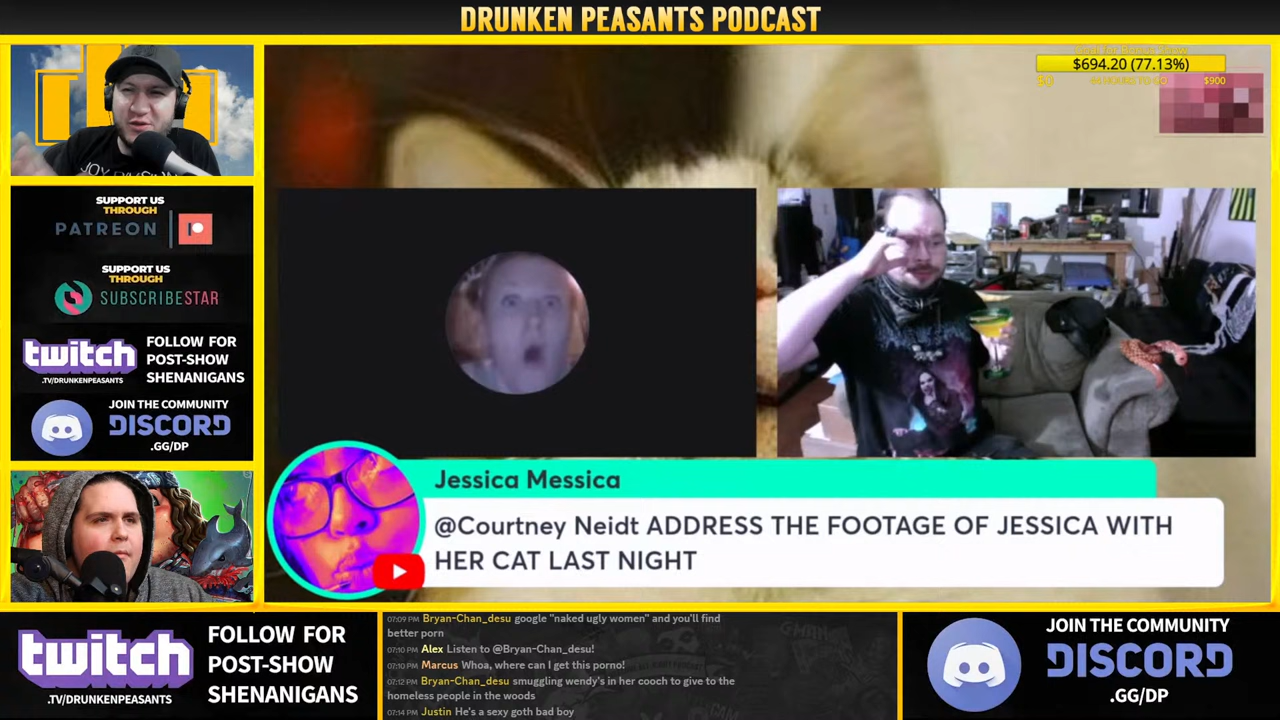 DRUNKEN PEASANTS PODCAST
$694.20 (77.13%)
$0
$900
JOY DIVISION
SUPPORT US
THROUGH
PATREON
SUPPORT US
THROUGH
SUBSCRIBESTAR
twitch
.TV/DRUNKENPEASANTS
FOLLOW FOR
POST-SHOW
SHENANIGANS
JOIN THE COMMUNITY
DISCORD
.GG/DP
Jessica Messica
@Courtney Neidt ADDRESS THE FOOTAGE OF JESSICA WITH
HER CAT LAST NIGHT
twitch
.TV/DRUNKENPEASANTS
FOLLOW FOR
POST-SHOW
SHENANIGANS
07:09 PM Bryan-Chan_desu google "naked ugly women" and you'll find
better porn
07:10 PM Alex Listen to @Bryan-Chan_desu!
07:10 PM Marcus Whoa, where can I get this porno!
07:12 PM Bryan-Chan_desu smuggling wendy's in her cooch to give to the
homeless people in the woods
07:14 PM Justin He's a sexy goth bad boy
JOIN THE COMMUNITY
DISCORD
.GG/DP